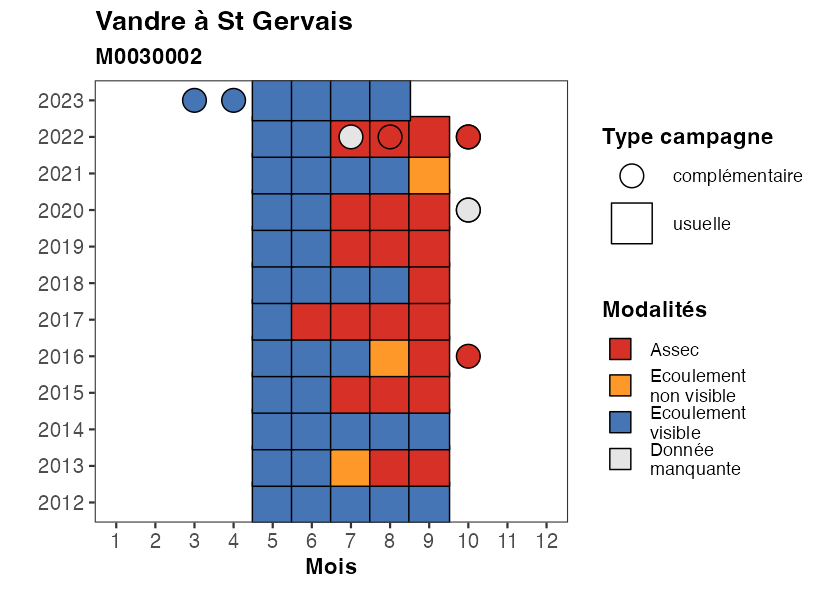 Vandre à St Gervais
M0030002
2023
2022
2021
2020
2019
2018
2017
2016
2015
2014
2013
2012
1 2 3 4 5 6 7 8 9 10 11 12
Mois
Type campagne
complémentaire
usuelle
Modalités
Assec
Ecoulement
non visible
Ecoulement
visible
Donnée
manquante